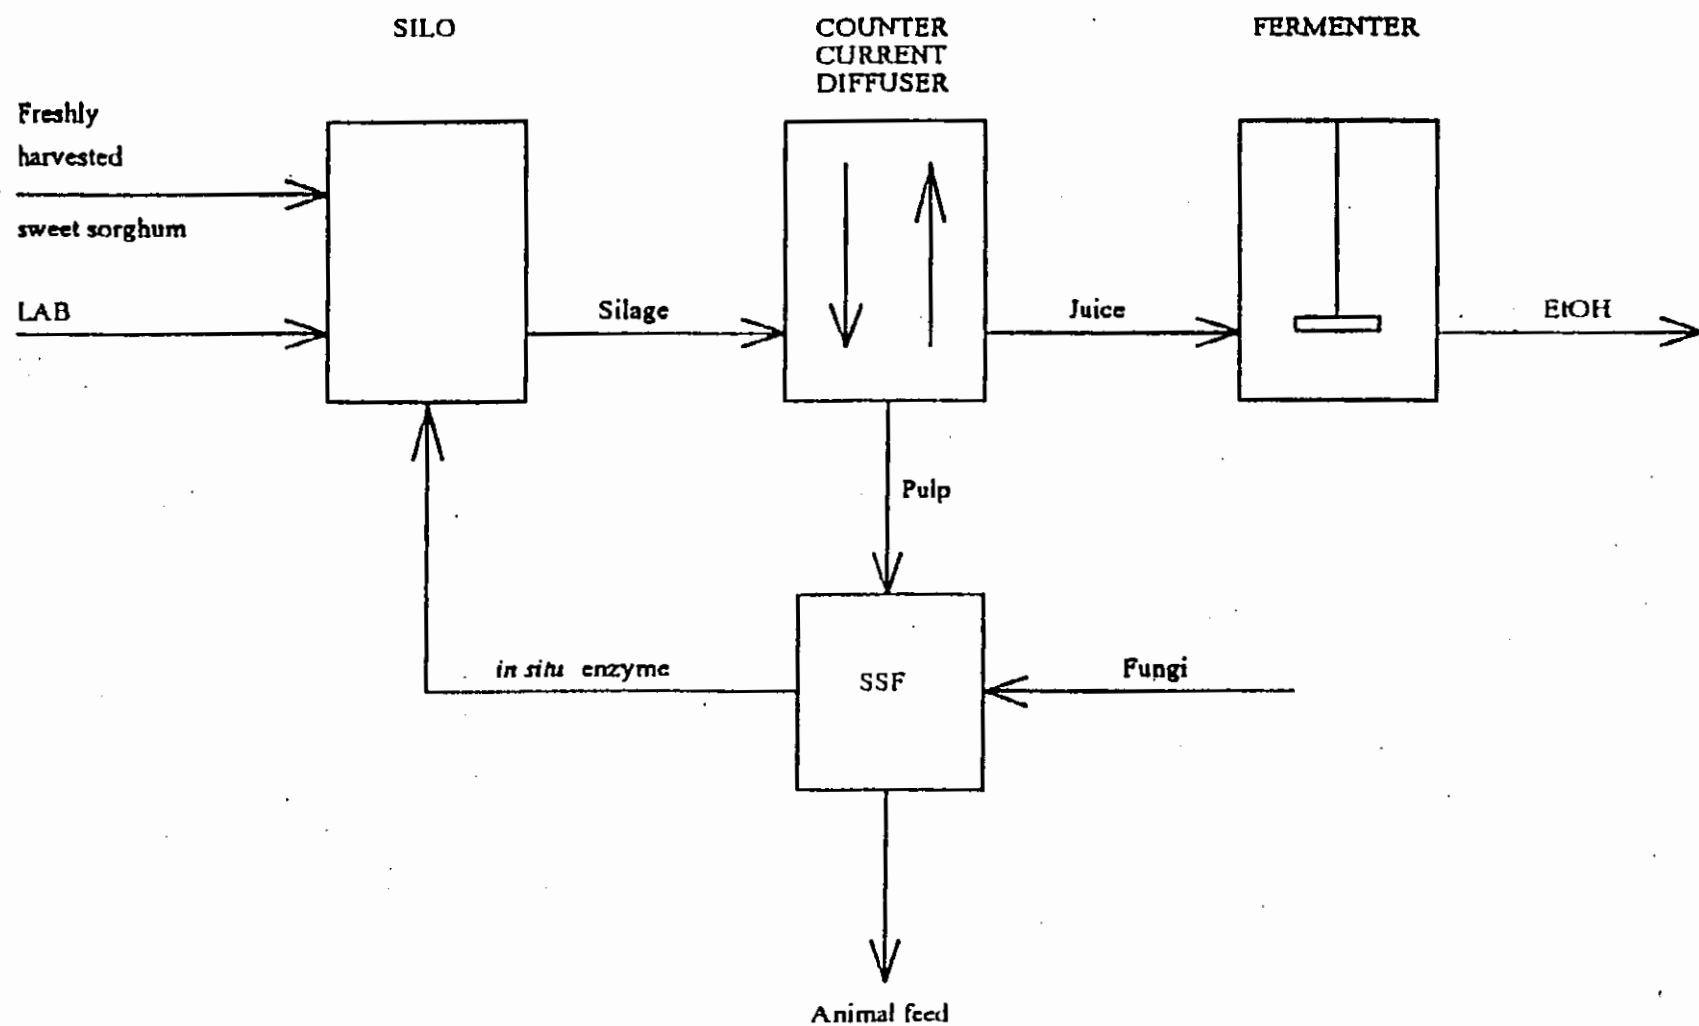 SILO
COUNTER
CURRENT
DIFFUSER
FERMENTER
Freshly
harvested
sweet sorghum
LAB
Silage
Juice
EtOH
Pulp
in situ enzyme
SSF
Fungi
Animal feed